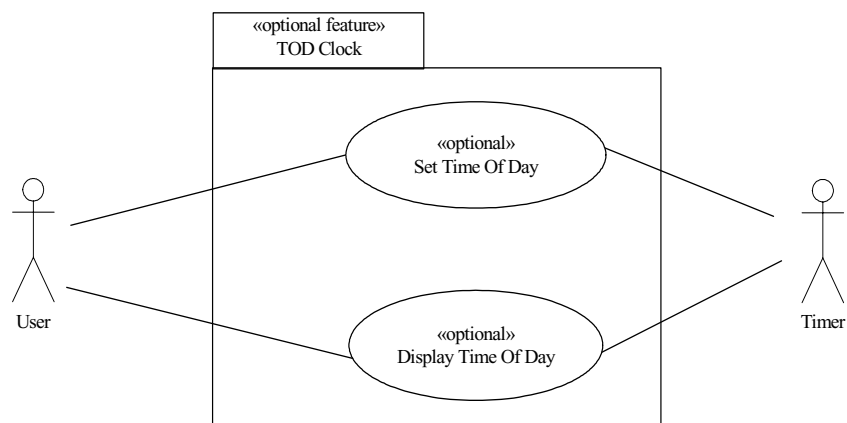 «optional feature»
TOD Clock
«optional»
Set Time Of Day
User
Timer
«optional»
Display Time Of Day